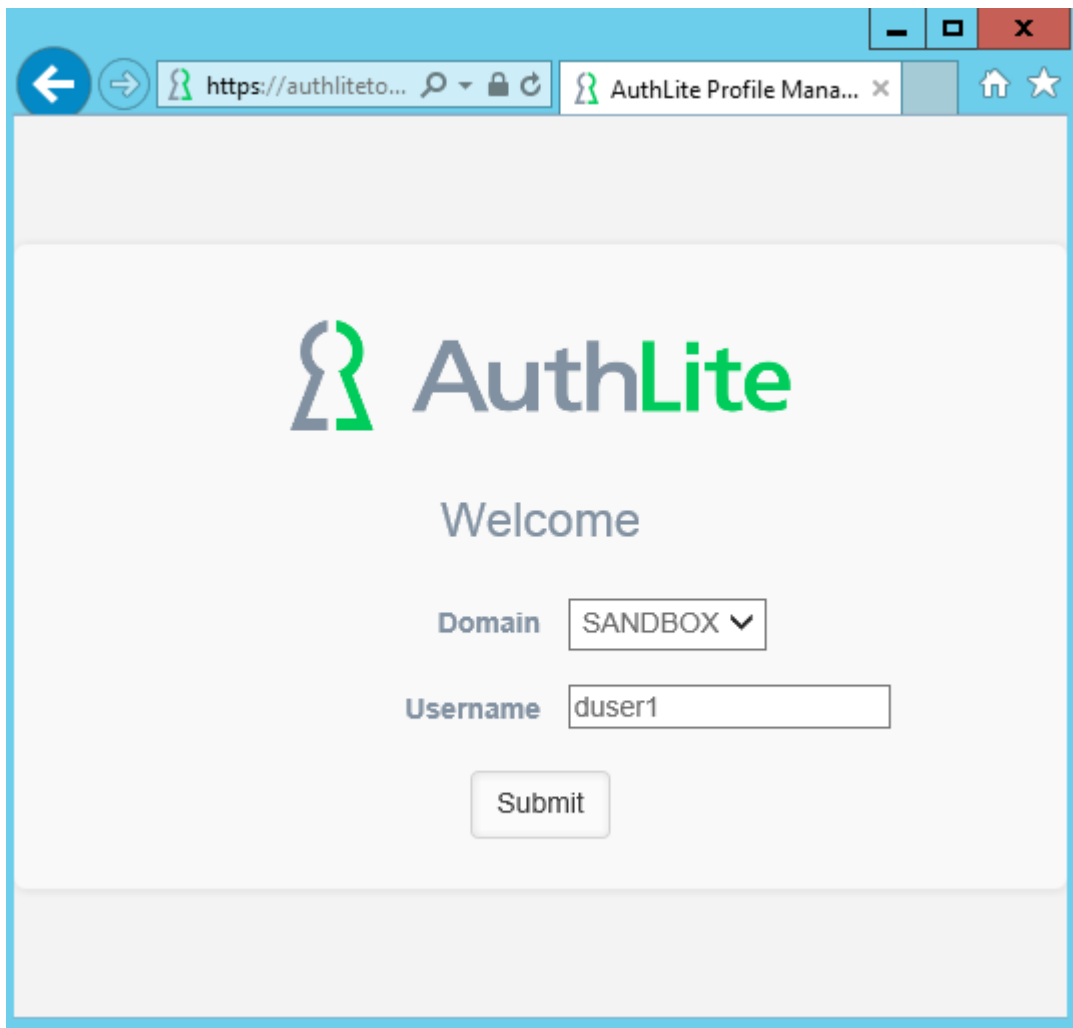 https://authliteto...
AuthLite Profile Mana...
AuthLite
Welcome
Domain SANDBOX
Username duser1
Submit